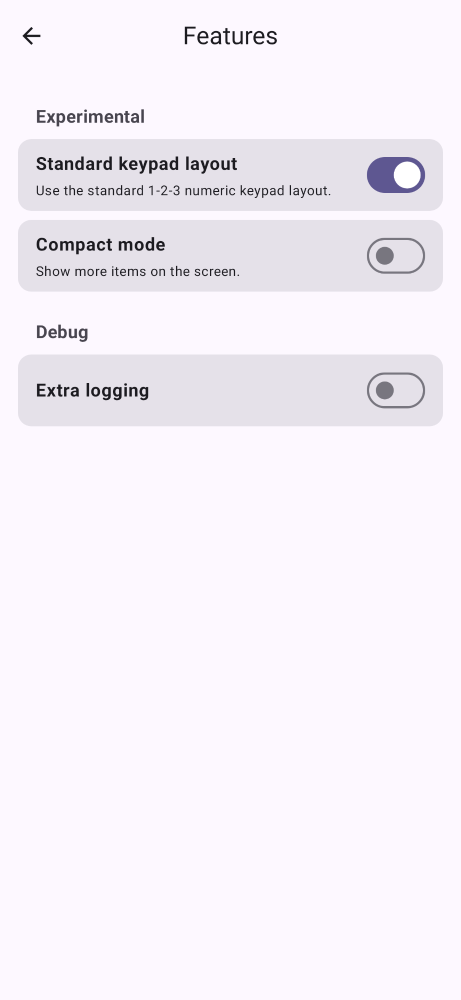 Features
Experimental
Standard keypad layout
Use the standard 1-2-3 numeric keypad layout.
Compact mode
Show more items on the screen.
Debug
Extra logging